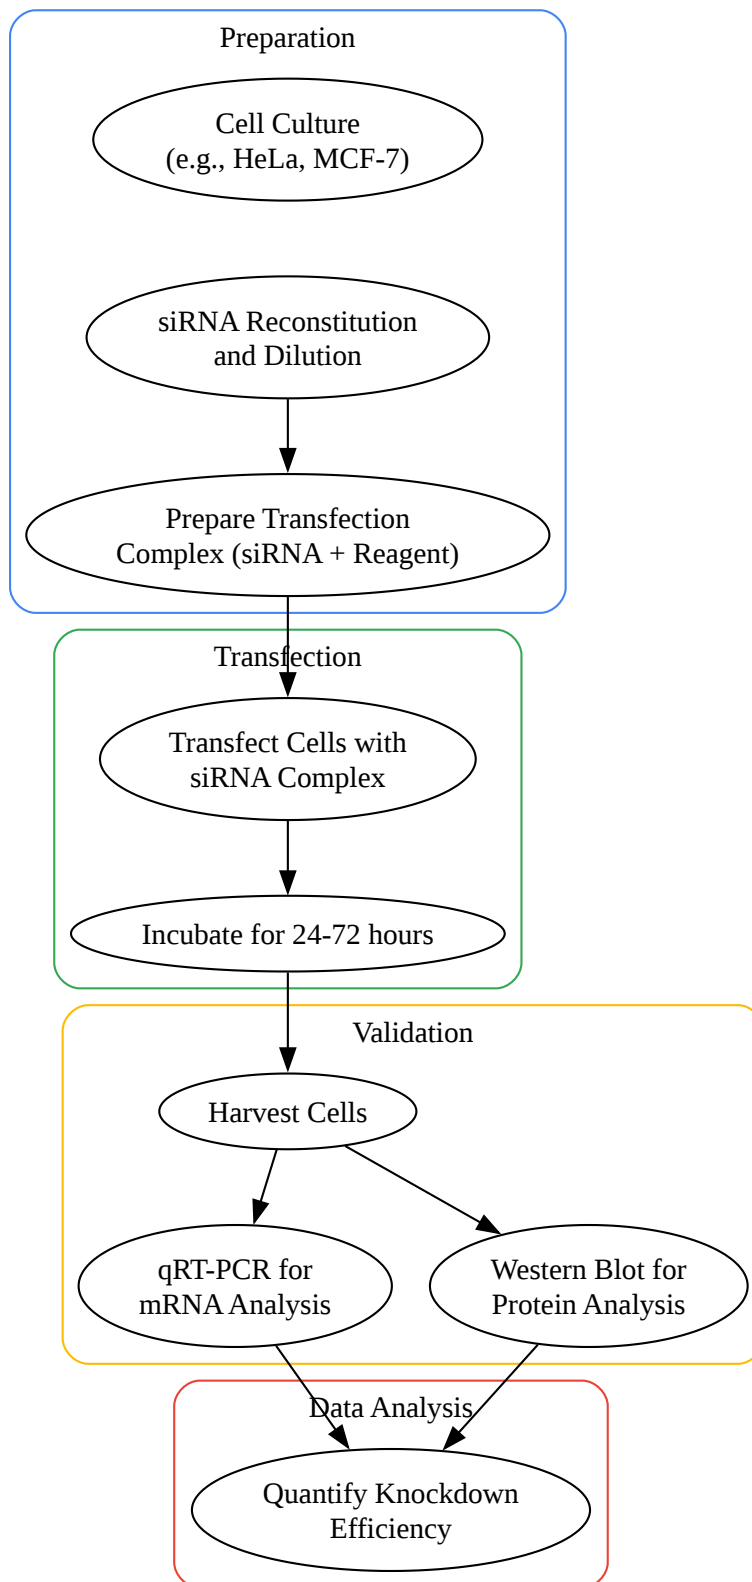 Preparation
Cell Culture
(e.g., HeLa, MCF-7)
siRNA Reconstitution
and Dilution
Prepare Transfection
Complex (siRNA + Reagent)
Transfection
Transfect Cells with
siRNA Complex
Incubate for 24-72 hours
Validation
Harvest Cells
qRT-PCR for
mRNA Analysis
Western Blot for
Protein Analysis
Data Analysis
Quantify Knockdown
Efficiency